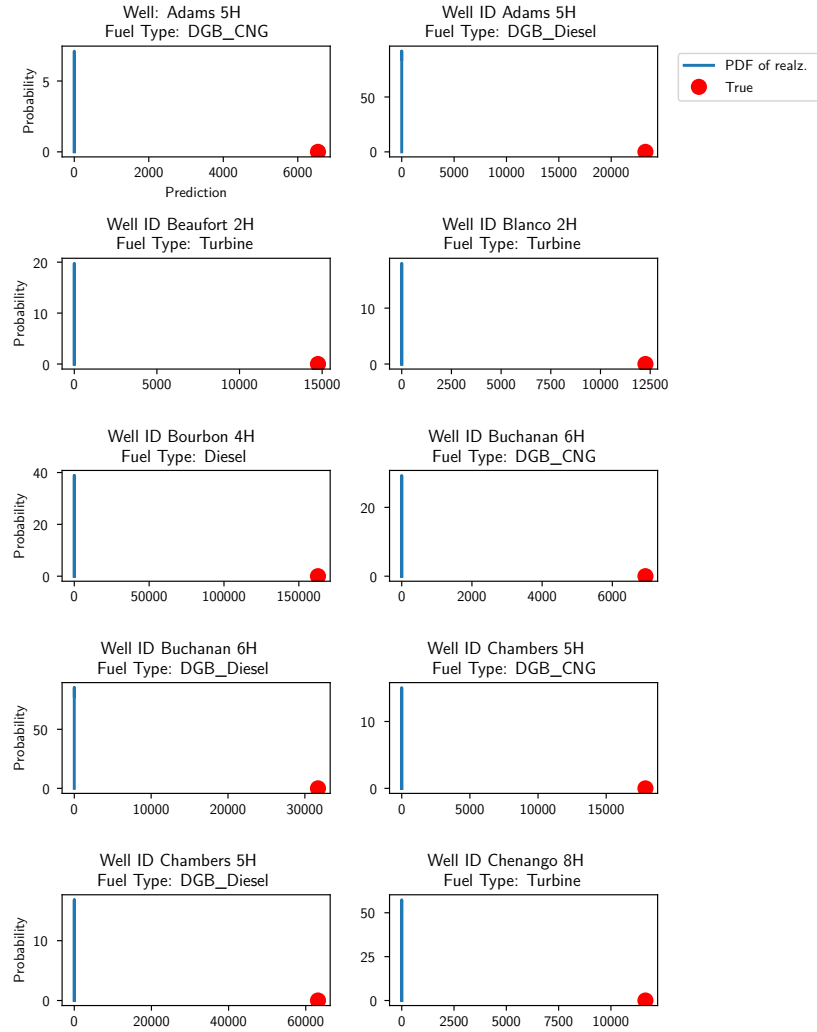 Well: Adams 5H
Fuel Type: DGB_CNG
Well ID Adams 5H
Fuel Type: DGB_Diesel
PDF of realz.
True
Probability
5
0
0 2000 4000 6000
Prediction
50
0
0 5000 10000 15000 20000
Well ID Beaufort 2H
Fuel Type: Turbine
Well ID Blanco 2H
Fuel Type: Turbine
Probability
20
10
0
0 5000 10000 15000
10
0
0 2500 5000 7500 10000 12500
Well ID Bourbon 4H
Fuel Type: Diesel
Well ID Buchanan 6H
Fuel Type: DGB_CNG
Probability
40
20
0
0 50000 100000 150000
20
0
0 2000 4000 6000
Well ID Buchanan 6H
Fuel Type: DGB_Diesel
Well ID Chambers 5H
Fuel Type: DGB_CNG
Probability
50
0
0 10000 20000 30000
10
0
0 5000 10000 15000
Well ID Chambers 5H
Fuel Type: DGB_Diesel
Well ID Chenango 8H
Fuel Type: Turbine
Probability
10
0
0 20000 40000 60000
50
25
0
0 2500 5000 7500 10000